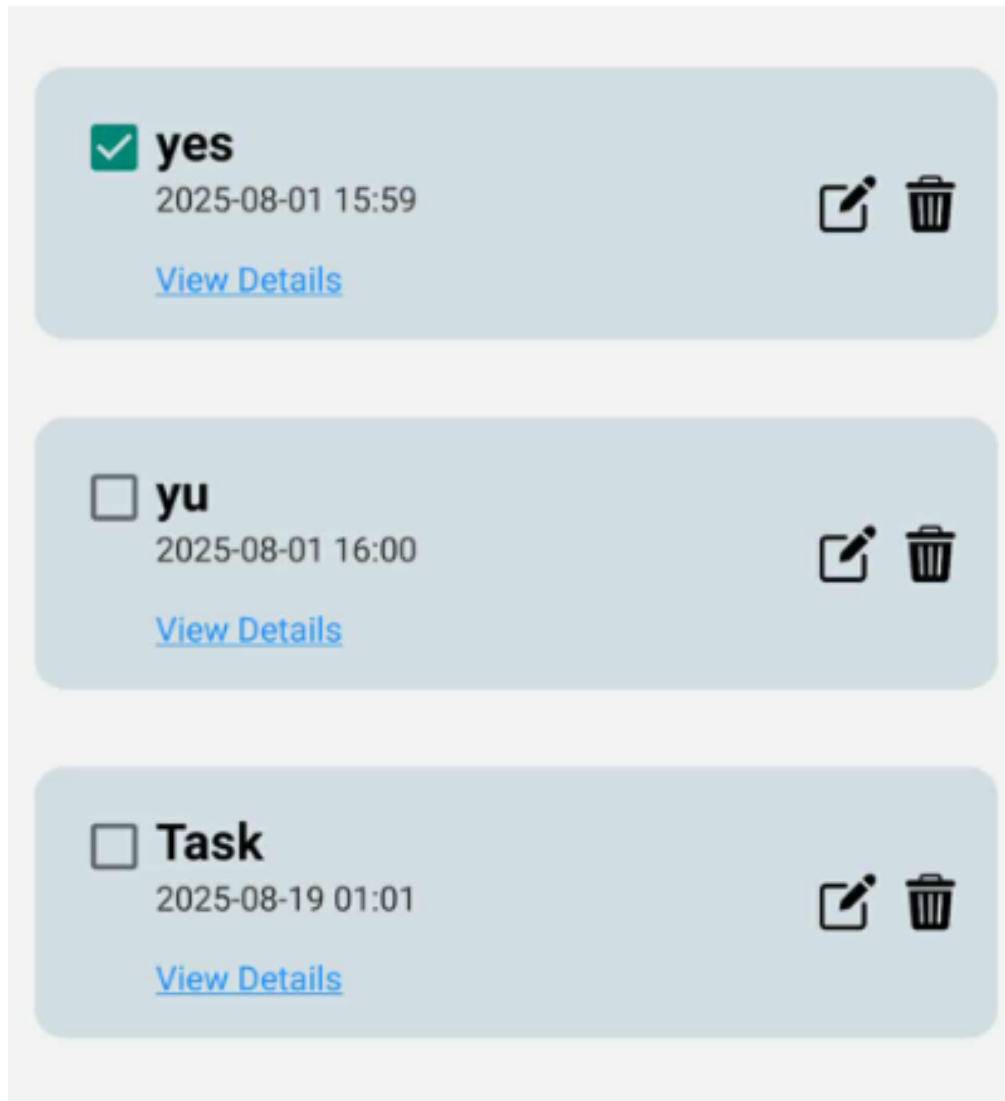 yes
2025-08-01 15:59
View Details
yu
2025-08-01 16:00
View Details
Task
2025-08-19 01:01
View Details